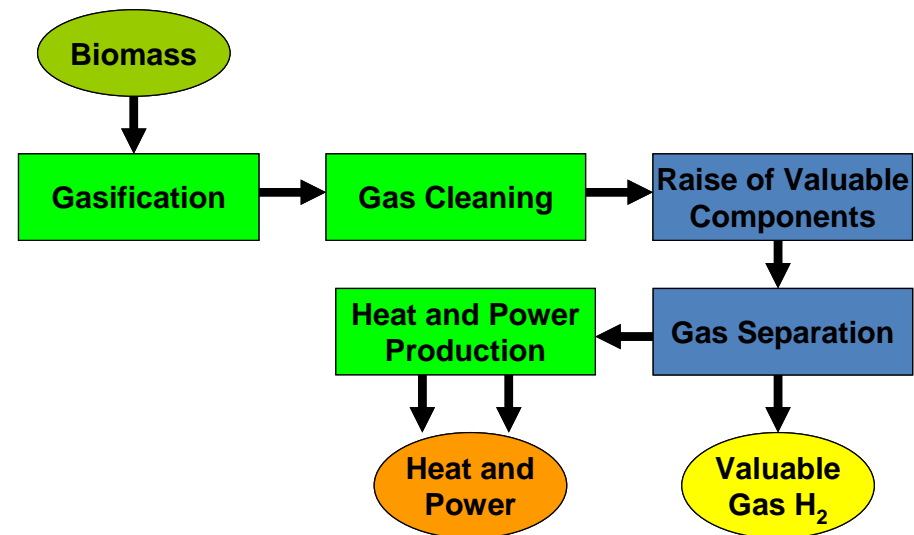 Biomass
Gasification
Gas Cleaning
Raise of Valuable
Components
Heat and Power
Production
Gas Separation
Heat and
Power
Valuable
Gas H₂